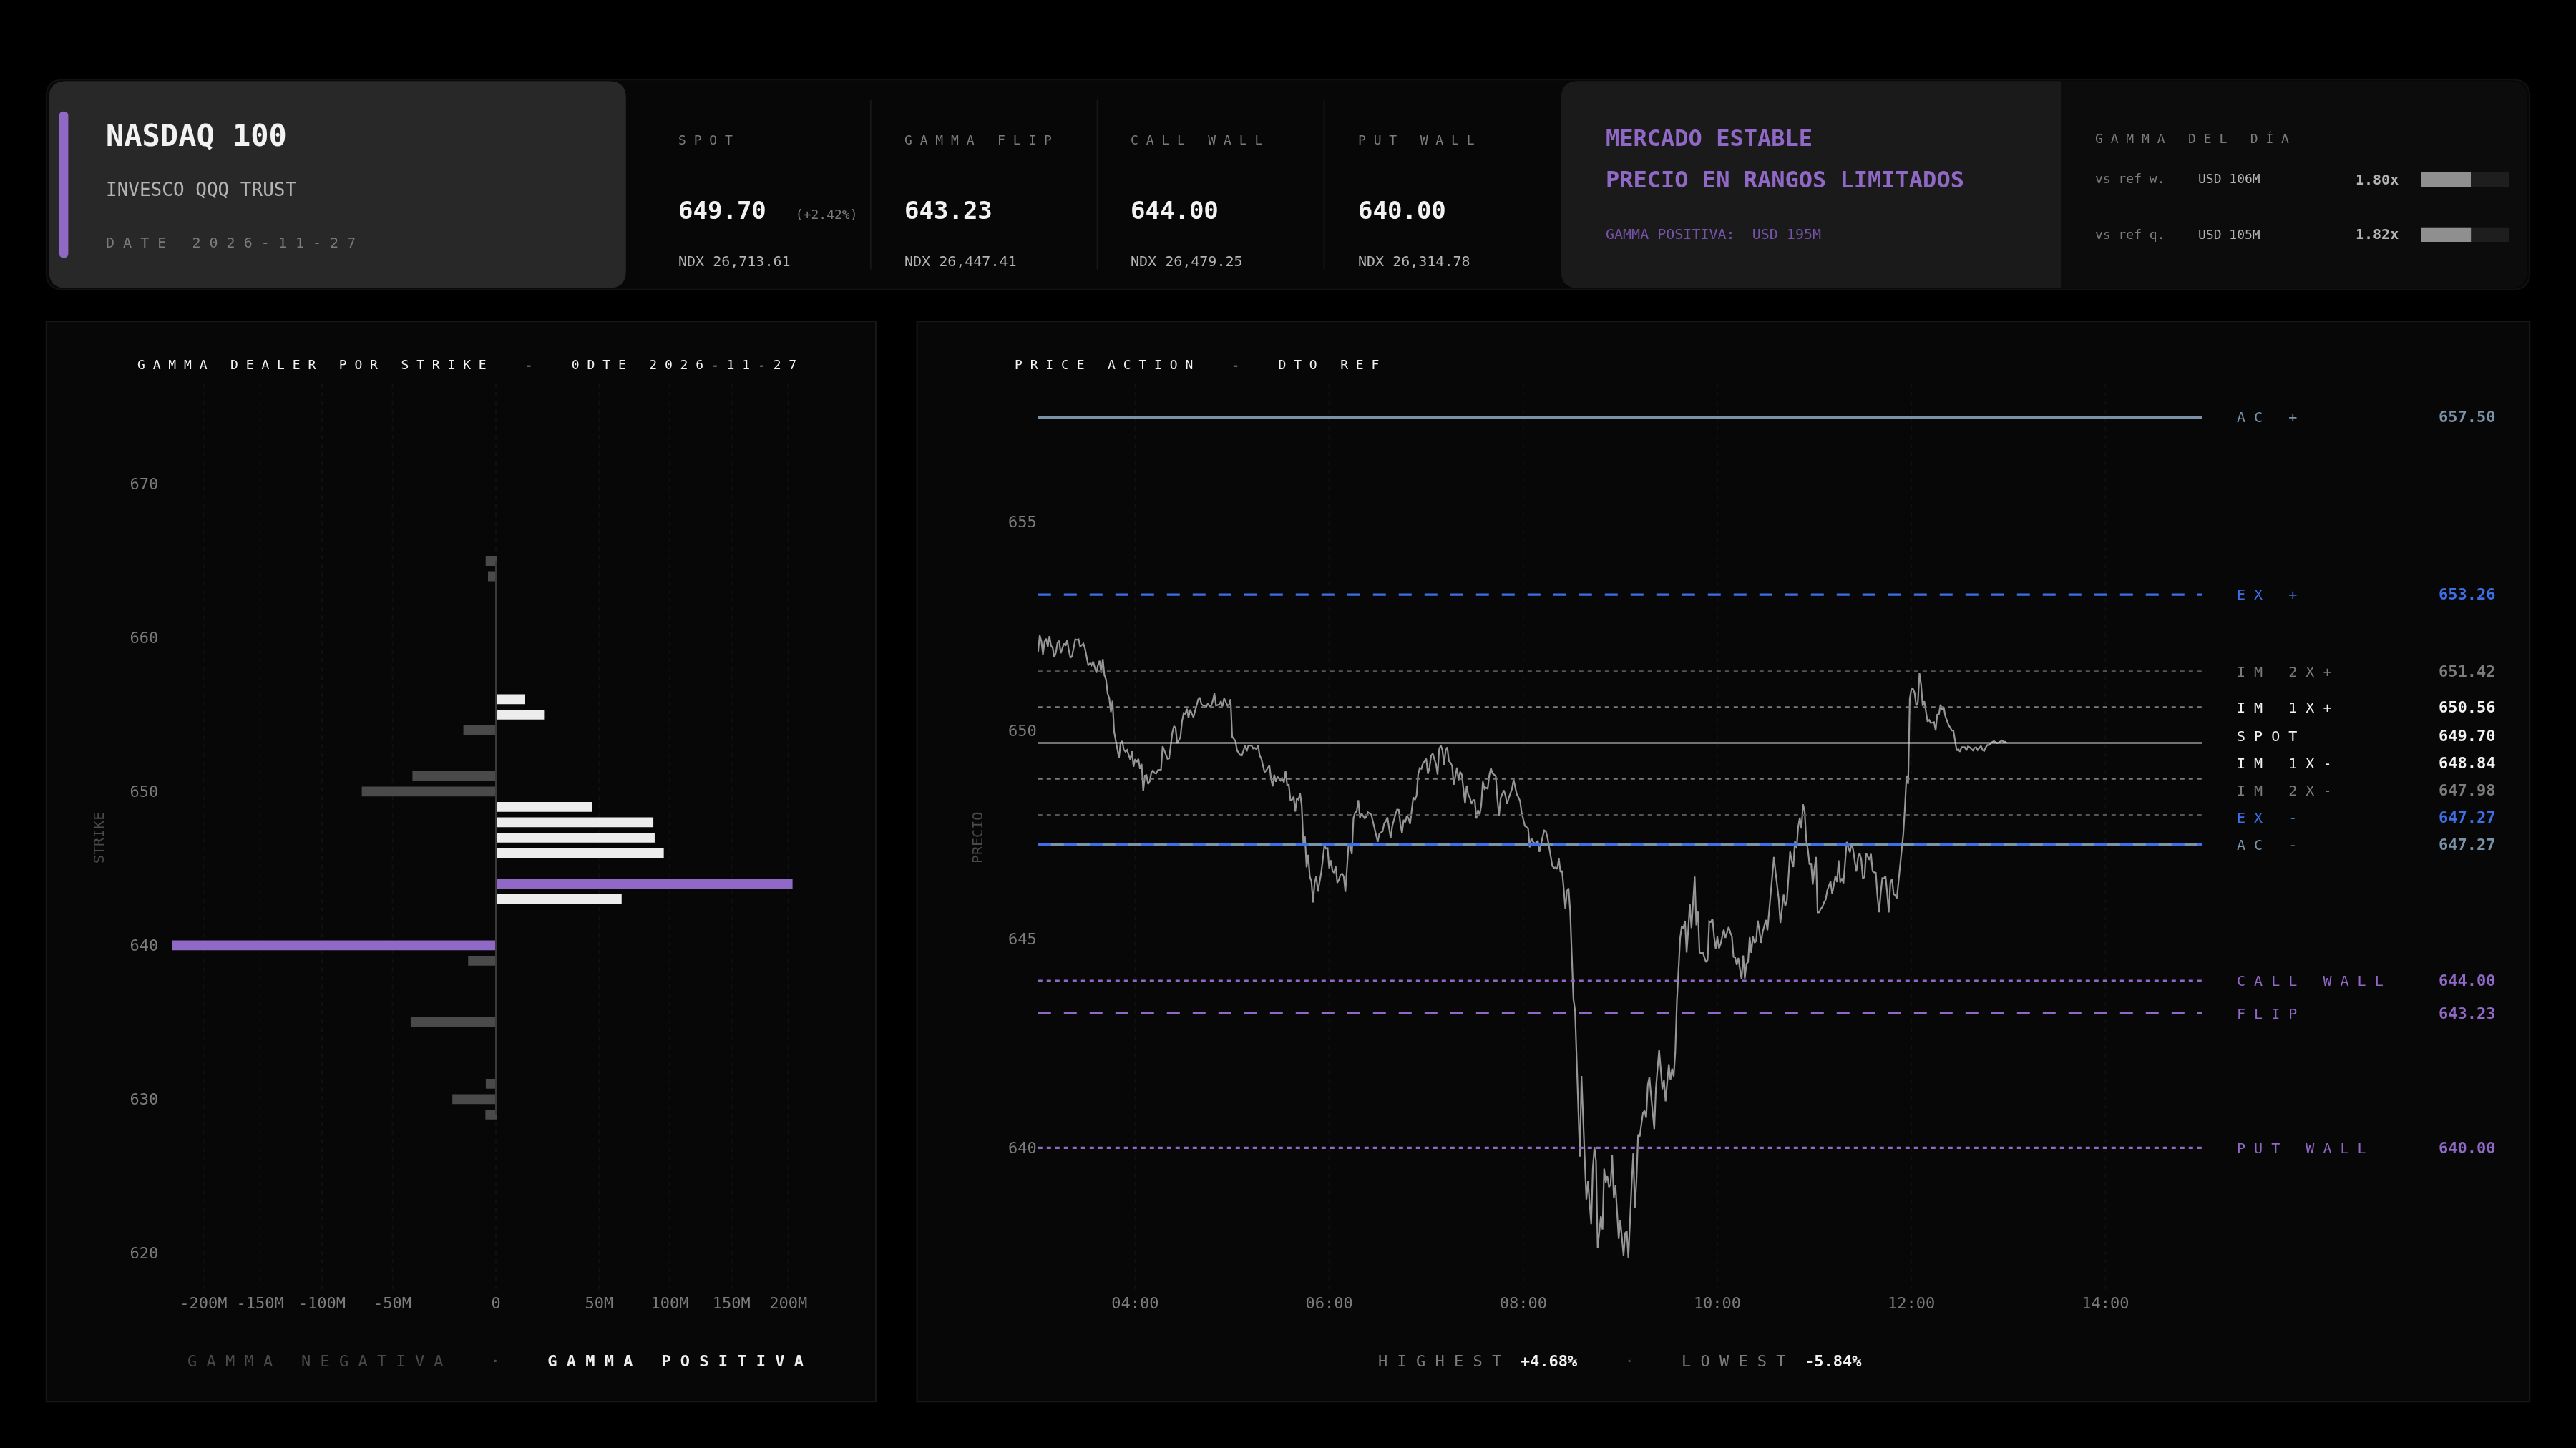 NASDAQ 100
INVESCO QQQ TRUST
DATE 2026-11-27
SPOT
649.70 (+2.42%)
NDX 26,713.61
GAMMA FLIP
643.23
NDX 26,447.41
CALL WALL
644.00
NDX 26,479.25
PUT WALL
640.00
NDX 26,314.78
MERCADO ESTABLE
PRECIO EN RANGOS LIMITADOS
GAMMA POSITIVA: USD 195M
GAMMA DEL DÍA
vs ref w. USD 106M 1.80x
vs ref q. USD 105M 1.82x
GAMMA DEALER POR STRIKE - 0DTE 2026-11-27
STRIKE
670
660
650
640
630
620
-200M -150M -100M -50M 0 50M 100M 150M 200M
GAMMA NEGATIVA · GAMMA POSITIVA
PRICE ACTION - DTO REF
PRECIO
655
650
645
640
AC + 657.50
EX + 653.26
IM 2X+ 651.42
IM 1X+ 650.56
SPOT 649.70
IM 1X- 648.84
IM 2X- 647.98
EX - 647.27
AC - 647.27
CALL WALL 644.00
FLIP 643.23
PUT WALL 640.00
04:00 06:00 08:00 10:00 12:00 14:00
HIGHEST +4.68% · LOWEST -5.84%